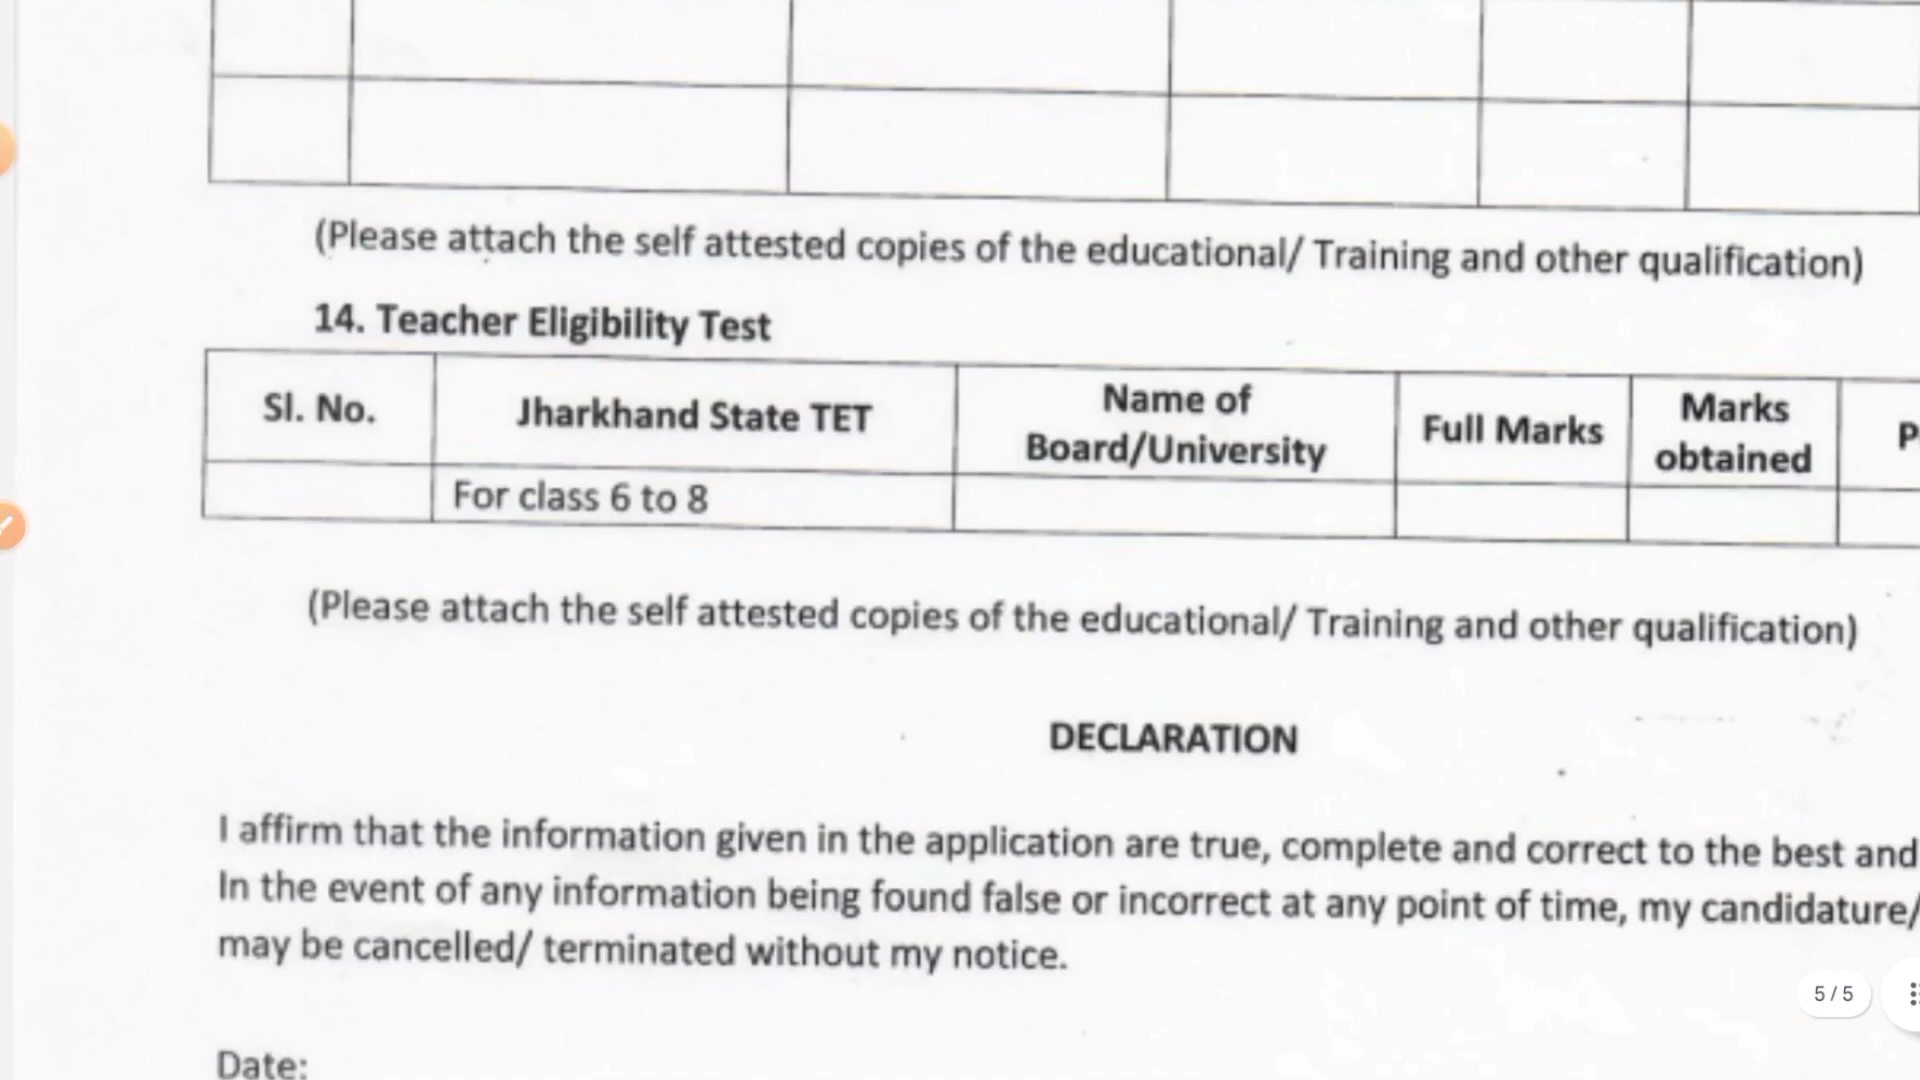 (Please attach the self attested copies of the educational/ Training and other qualification)
14. Teacher Eligibility Test
Sl. No. Jharkhand State TET Name of Board/University Full Marks Marks obtained P
For class 6 to 8
(Please attach the self attested copies of the educational/ Training and other qualification)
DECLARATION
I affirm that the information given in the application are true, complete and correct to the best and
In the event of any information being found false or incorrect at any point of time, my candidature/
may be cancelled/ terminated without my notice.
5/5
Date: